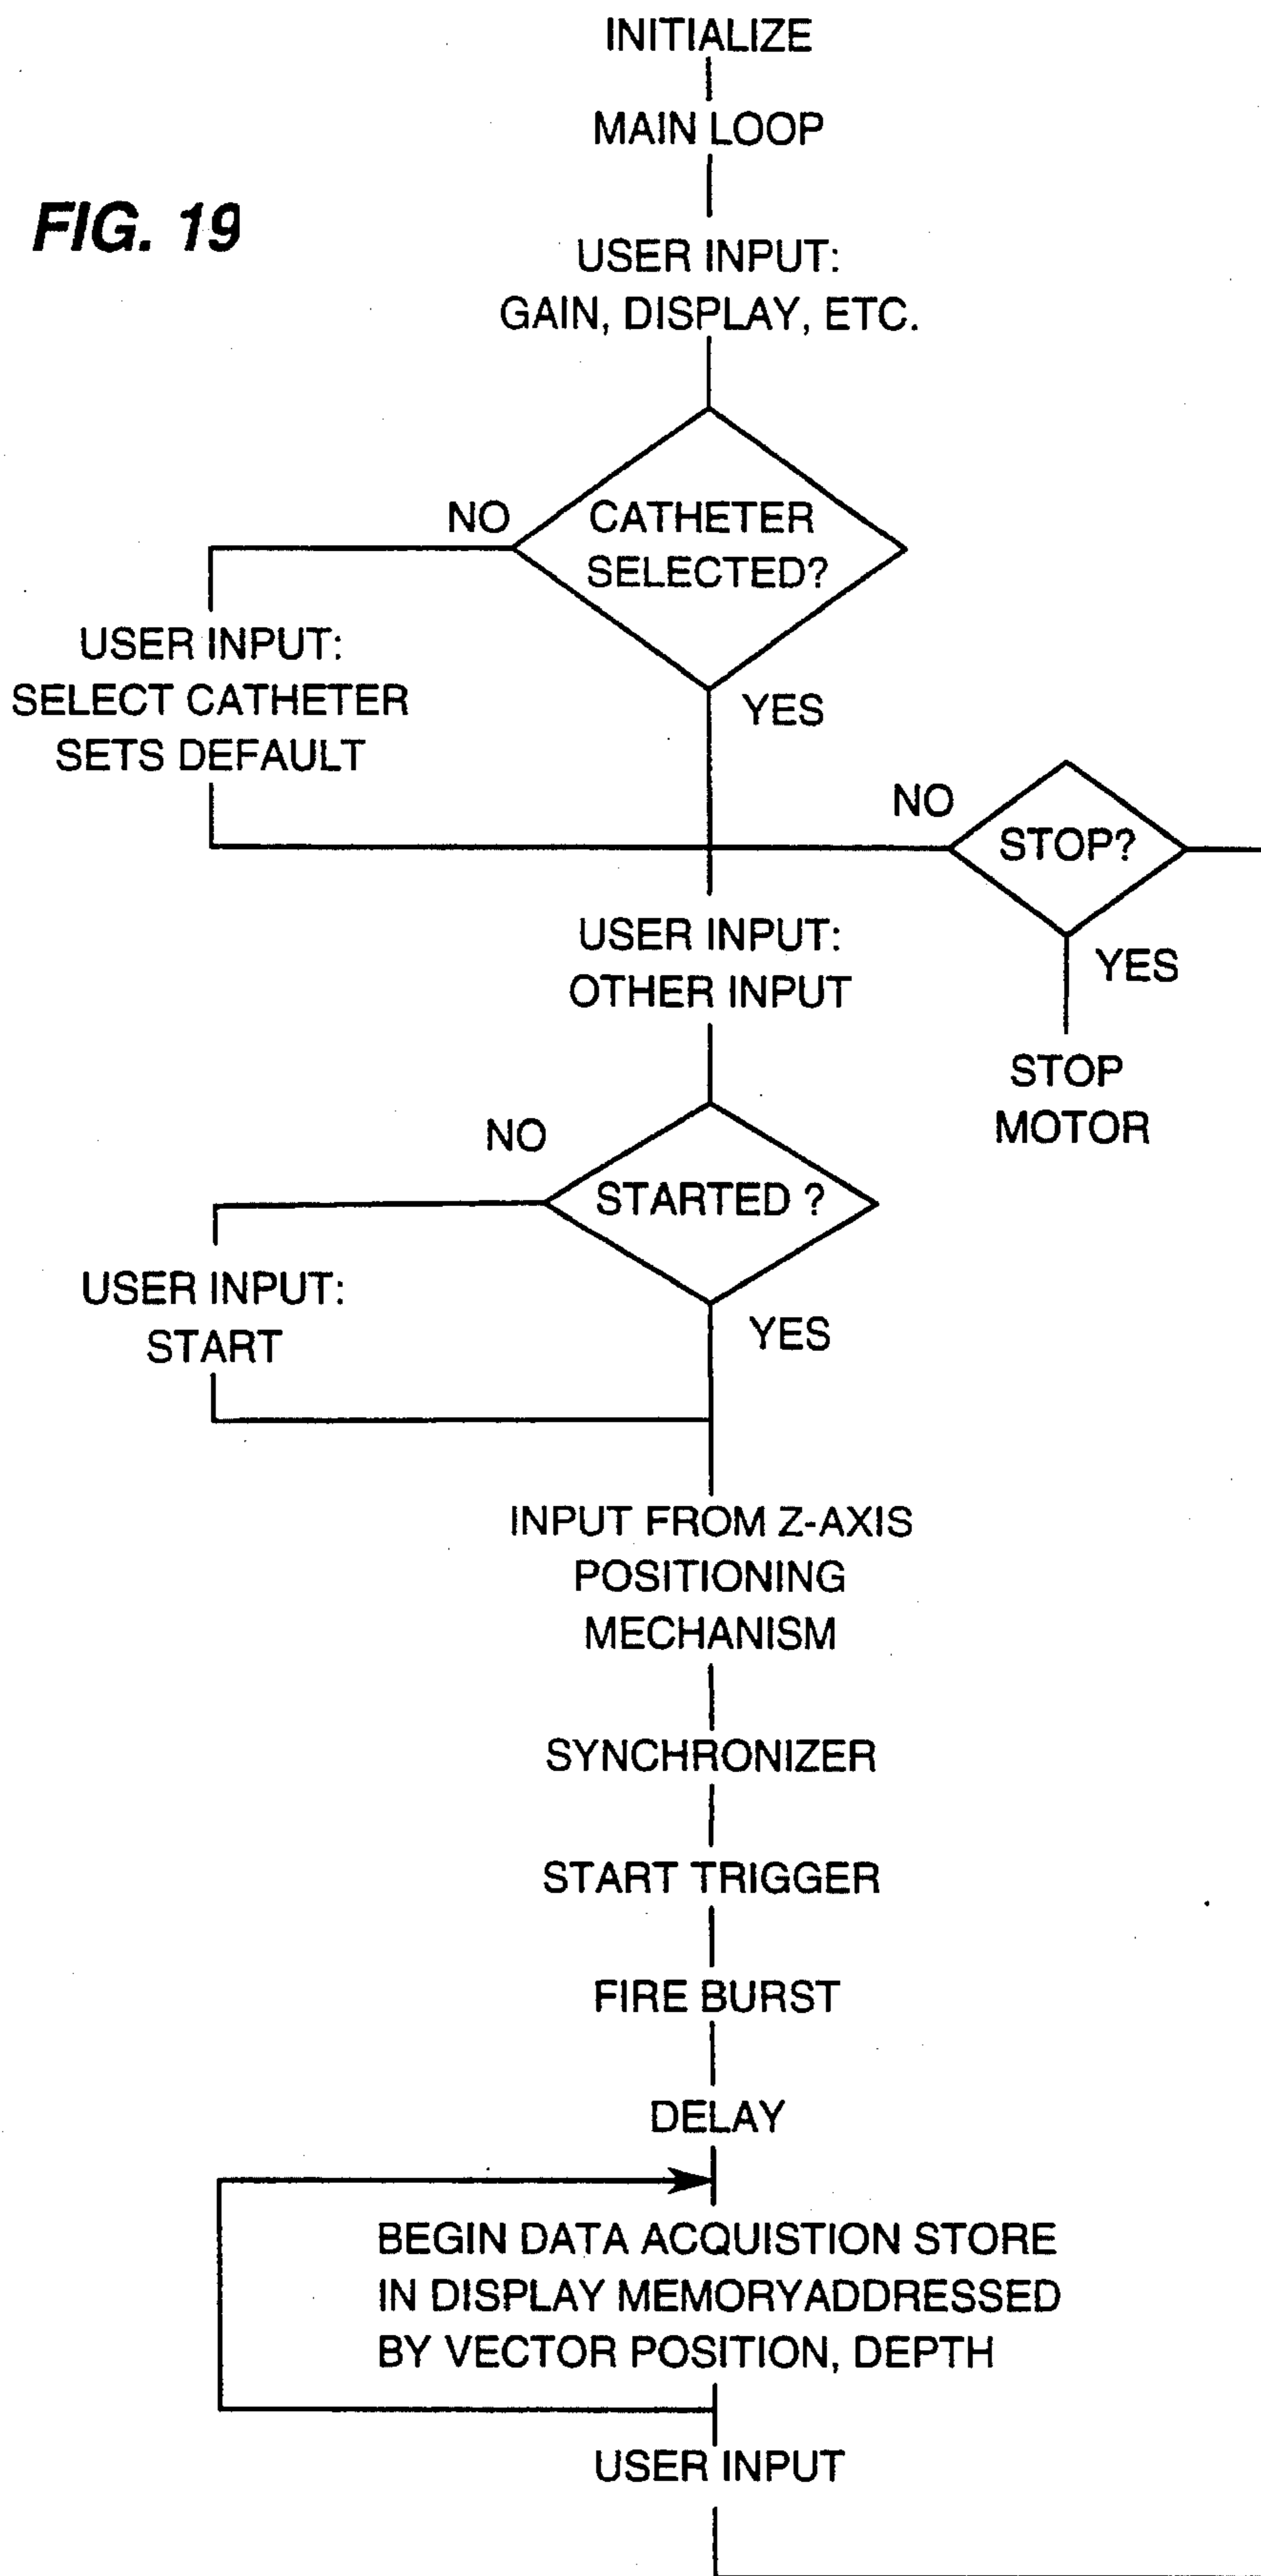 INITIALIZE
MAIN LOOP
FIG. 19
USER INPUT:
GAIN, DISPLAY, ETC.
NO
CATHETER
SELECTED?
USER INPUT:
SELECT CATHETER
SETS DEFAULT
YES
NO
STOP?
USER INPUT:
OTHER INPUT
YES
STOP
MOTOR
NO
STARTED ?
USER INPUT:
START
YES
INPUT FROM Z-AXIS
POSITIONING
MECHANISM
SYNCHRONIZER
START TRIGGER
FIRE BURST
DELAY
BEGIN DATA ACQUISTION STORE
IN DISPLAY MEMORYADDRESSED
BY VECTOR POSITION, DEPTH
USER INPUT